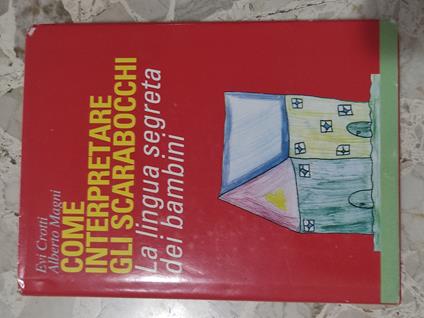 Evi Crotti
Alberto Magni
COME
INTERPRETARE
GLI SCARABOCCHI
La lingua segreta
dei bambini